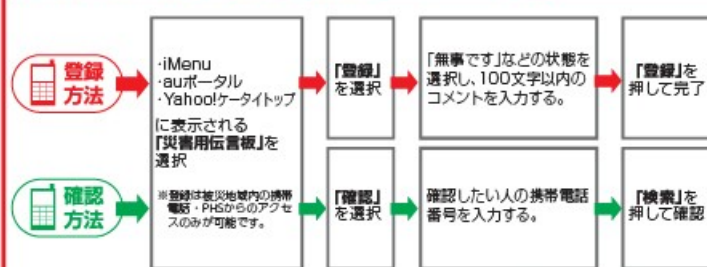 登録
方法
・iMenu
・auポータル
・Yahoo!ケータイトップ
に表示される
『災害用伝言板』を
選択
※登録は被災地域内の携帯
電話・PHSからのアクセ
スのみが可能です。
『登録』
を選択
「無事です」などの状態を
選択し、100文字以内の
コメントを入力する。
『登録』を
押して完了
確認
方法
『確認』
を選択
確認したい人の携帯電話
番号を入力する。
『検索』を
押して確認